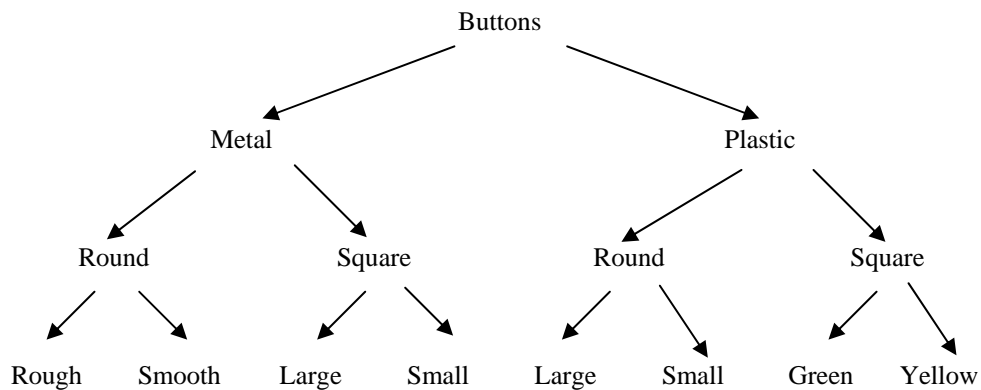 Buttons
Metal Plastic
Round Square Round Square
Rough Smooth Large Small Large Small Green Yellow